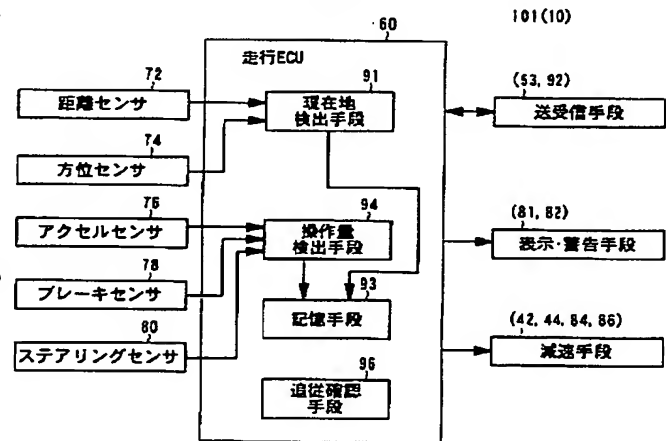 60
101(10)
走行ECU
72
距離センサ
91
現在地
検出手段
(53, 92)
送受信手段
74
方位センサ
76
アクセルセンサ
94
操作量
検出手段
(81, 82)
表示・警告手段
78
ブレーキセンサ
93
記憶手段
80
ステアリングセンサ
(42, 44, 84, 86)
減速手段
96
追従確認
手段